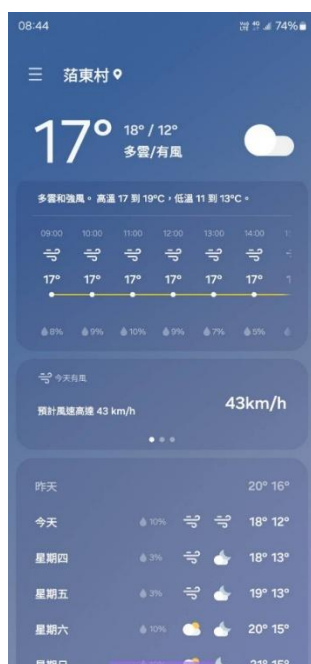 08:44 74%
萡東村
17° 18° / 12°
多雲/有風
多雲和強風。高溫 17 到 19°C,低溫 11 到 13°C。
09:00 10:00 11:00 12:00 13:00 14:00
17° 17° 17° 17° 17° 17°
8% 9% 10% 9% 7% 5%
今天有風
預計風速高達 43 km/h 43km/h
昨天 20° 16°
今天 10% 18° 12°
星期四 3% 18° 13°
星期五 3% 19° 13°
星期六 10% 20° 15°